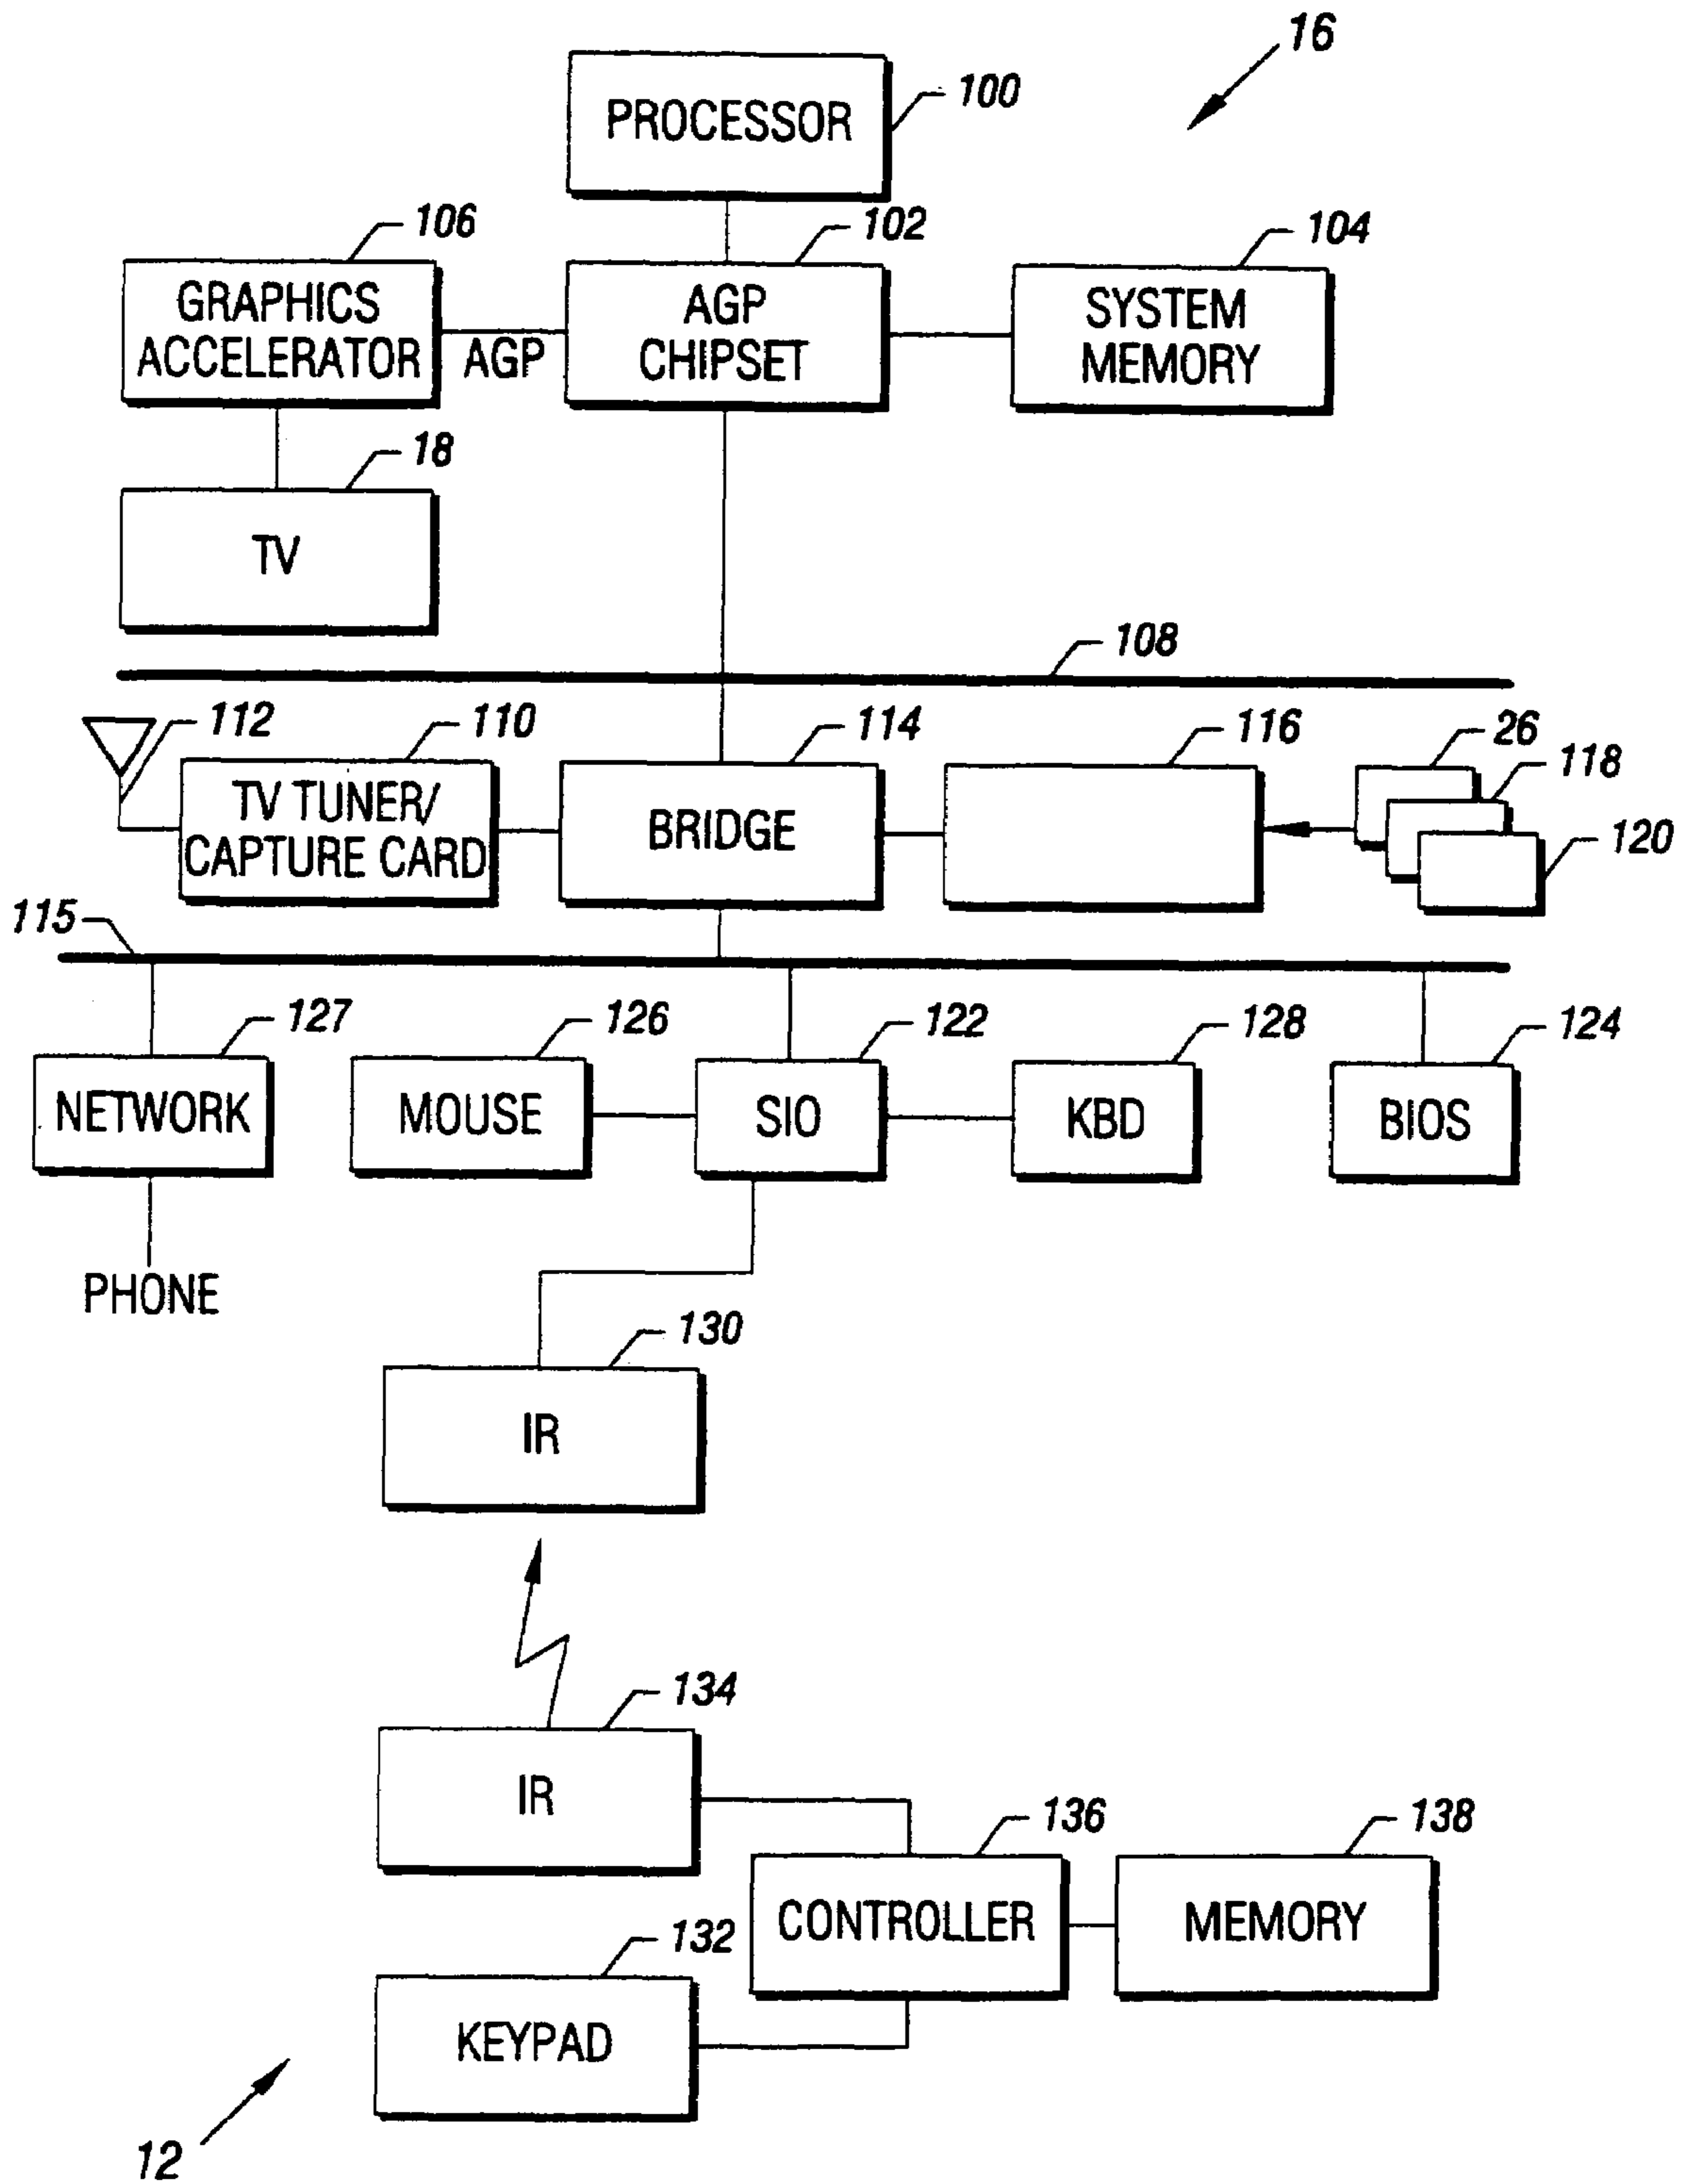 16
PROCESSOR
100
106
102
104
GRAPHICS
ACCELERATOR
AGP
AGP
CHIPSET
SYSTEM
MEMORY
18
TV
108
112
110
114
116
26
118
120
TV TUNER/
CAPTURE CARD
BRIDGE
115
127
126
122
128
124
NETWORK
MOUSE
SIO
KBD
BIOS
PHONE
130
IR
134
IR
136
138
CONTROLLER
MEMORY
132
KEYPAD
12